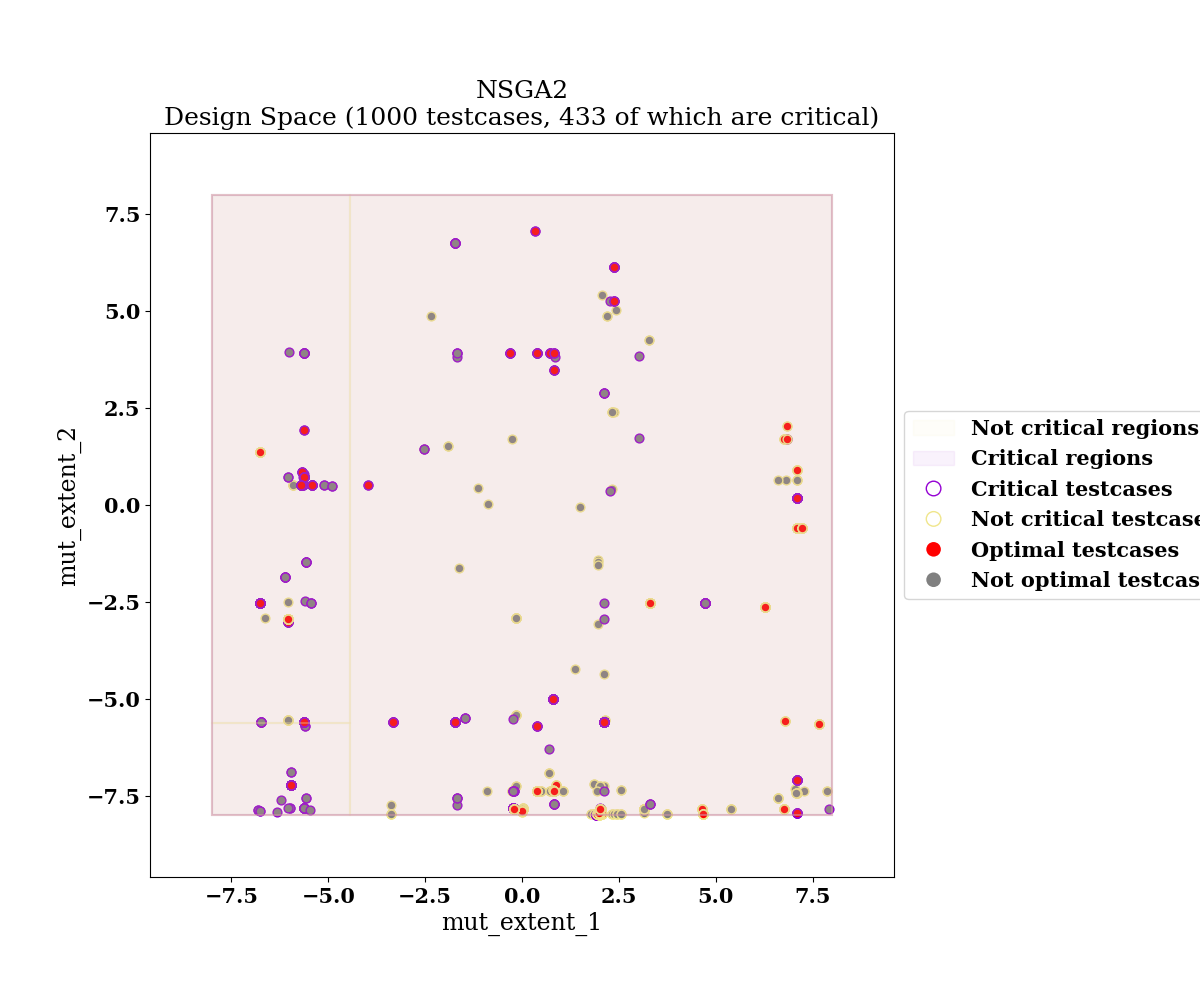 NSGA2
Design Space (1000 testcases, 433 of which are critical)
7.5
5.0
2.5
0.0
−2.5
−5.0
−7.5
mut_extent_2
−7.5
−5.0
−2.5
0.0
2.5
5.0
7.5
mut_extent_1
Not critical regions
Critical regions
Critical testcases
Not critical testcase
Optimal testcases
Not optimal testcas